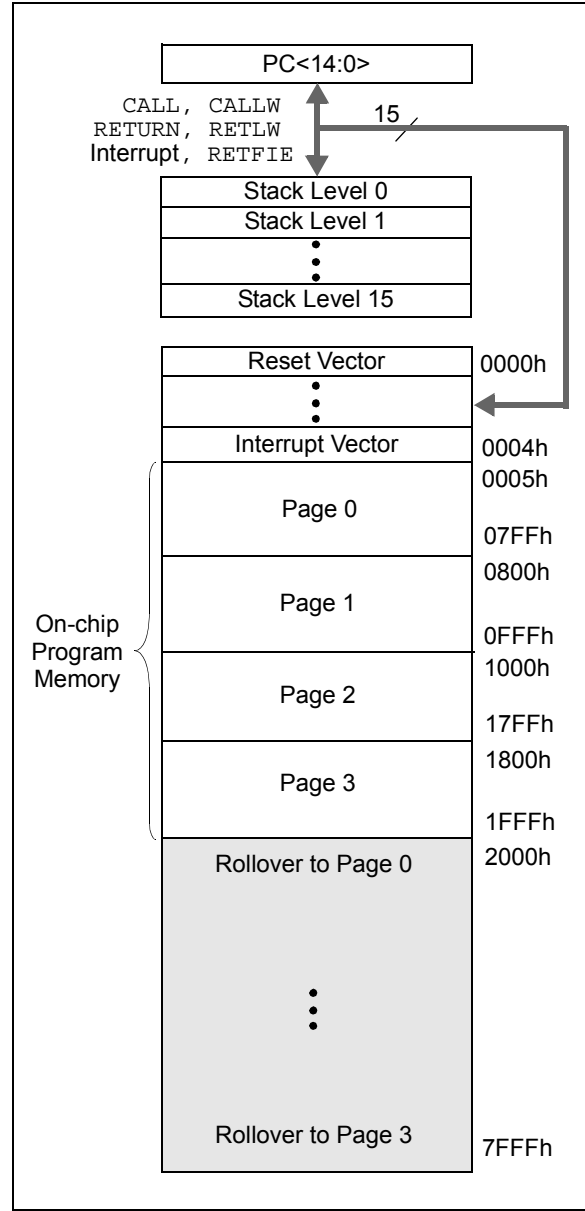 PC<14:0>
CALL, CALLW
RETURN, RETLW
Interrupt, RETFIE
15
Stack Level 0
Stack Level 1
Stack Level 15
Reset Vector
0000h
Interrupt Vector
0004h
0005h
Page 0
07FFh
0800h
Page 1
0FFFh
On-chip
Program
Memory
1000h
Page 2
17FFh
1800h
Page 3
1FFFh
Rollover to Page 0
2000h
Rollover to Page 3
7FFFh